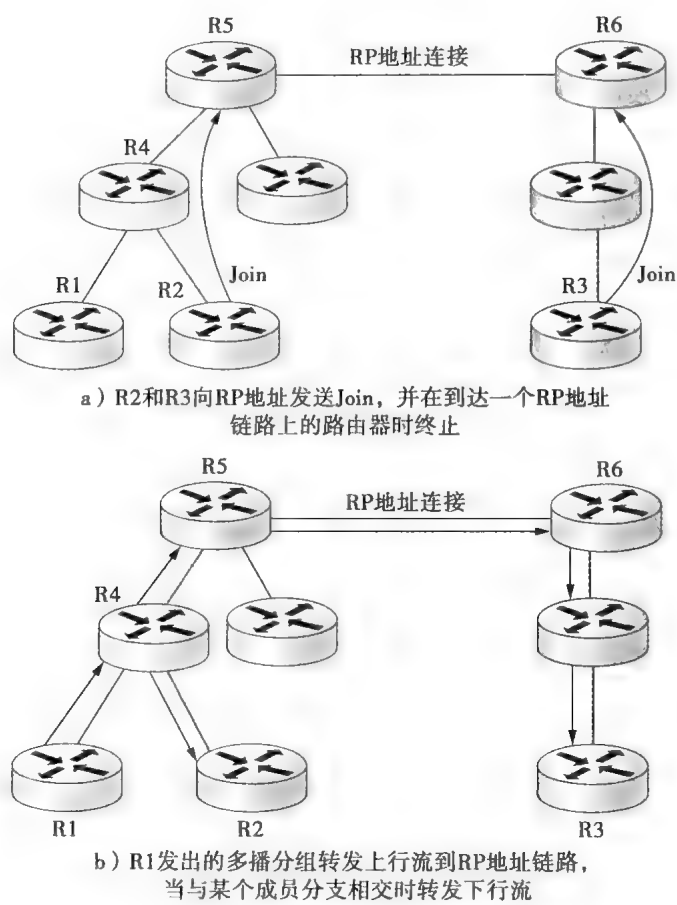 R5
R6
RP地址连接
R4
R1
R2
Join
R3
Join
a）R2和R3向RP地址发送Join，并在到达一个RP地址
链路上的路由器时终止
R5
R6
RP地址连接
R4
R1
R2
R3
b）R1发出的多播分组转发上行流到RP地址链路，
当与某个成员分支相交时转发下行流